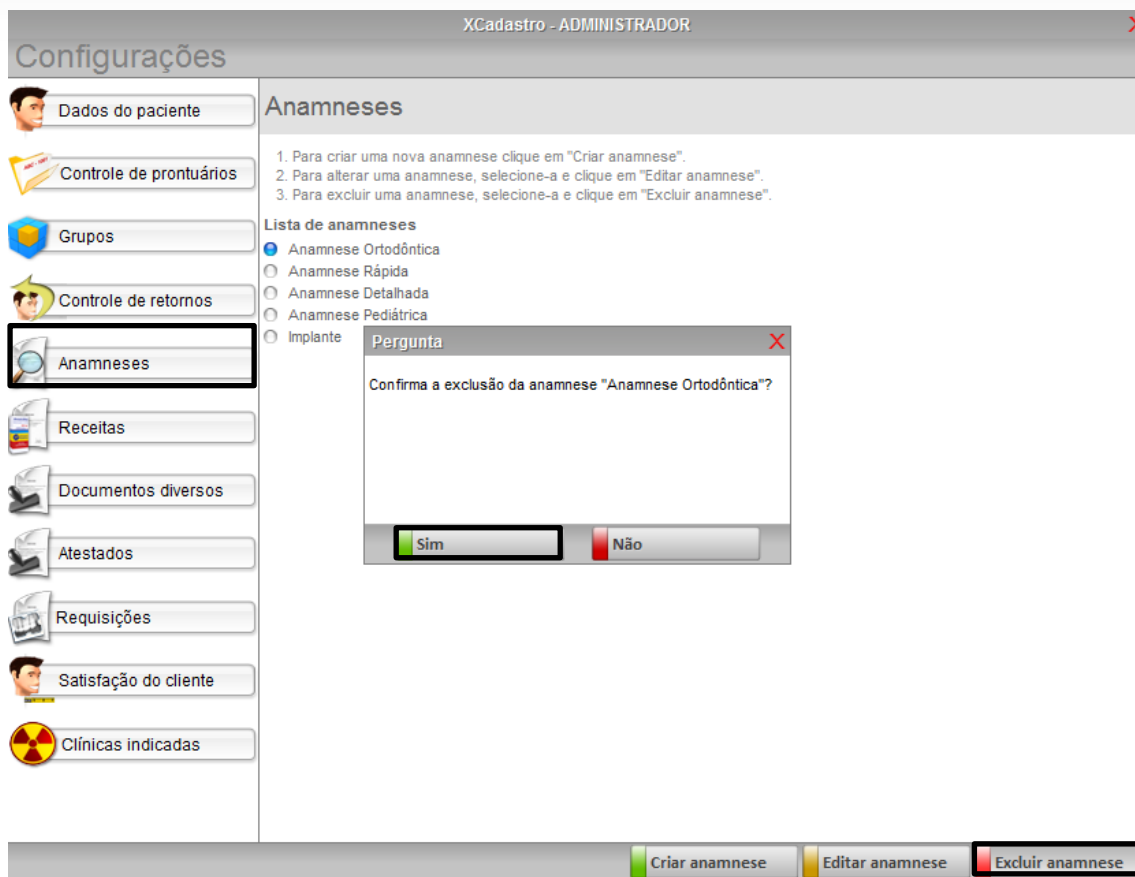 XCadastro - ADMINISTRADOR
X
Configurações
Dados do paciente
Controle de prontuários
Grupos
Controle de retornos
Anamneses
Receitas
Documentos diversos
Atestados
Requisições
Satisfação do cliente
Clínicas indicadas
Anamneses
1. Para criar uma nova anamnese clique em "Criar anamnese".
2. Para alterar uma anamnese, selecione-a e clique em "Editar anamnese".
3. Para excluir uma anamnese, selecione-a e clique em "Excluir anamnese".
Lista de anamneses
Anamnese Ortodôntica
Anamnese Rápida
Anamnese Detalhada
Anamnese Pediátrica
Implante
Pergunta X
Confirma a exclusão da anamnese "Anamnese Ortodôntica"?
Sim Não
Criar anamnese Editar anamnese Excluir anamnese